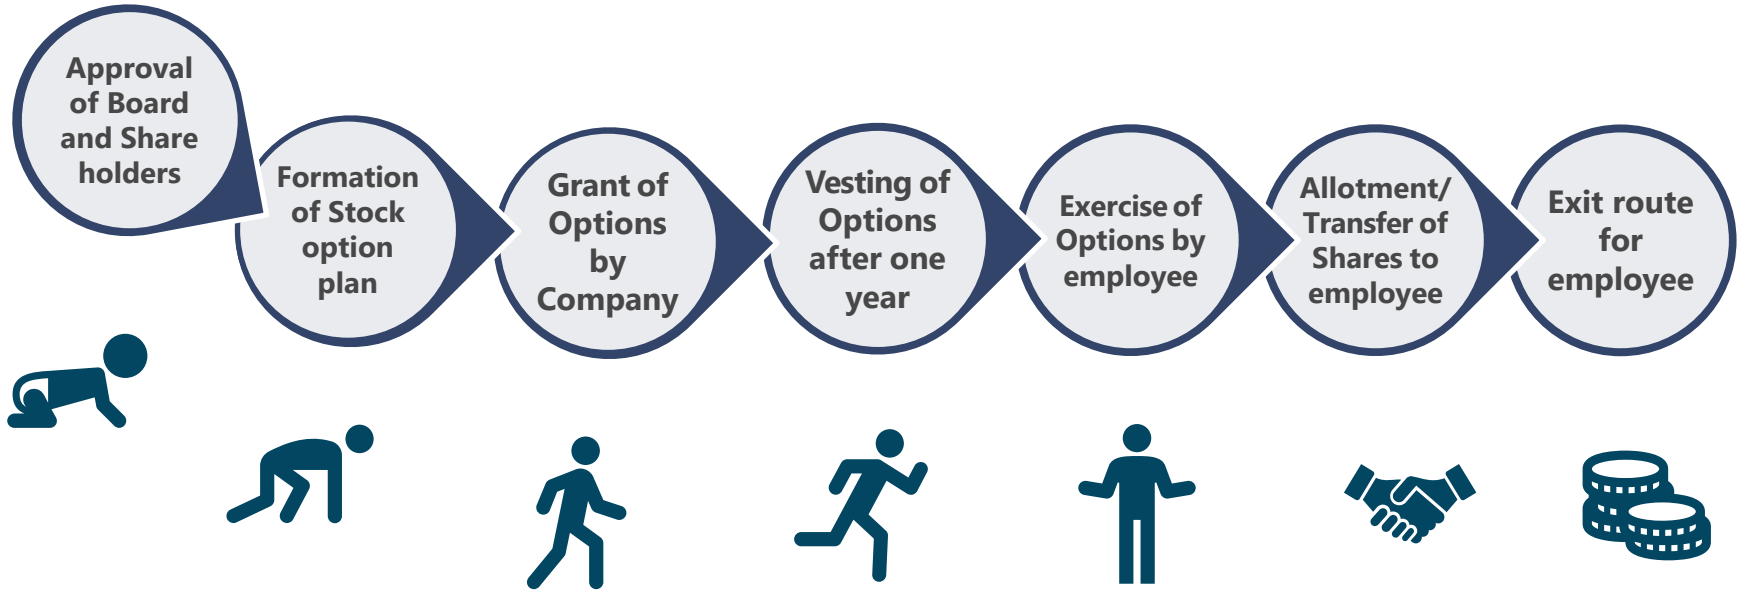 Approval
of Board
and Share
holders
Formation
of Stock
option
plan
Grant of
Options
by
Company
Vesting of
Options
after one
year
Exercise of
Options by
employee
Allotment/
Transfer of
Shares to
employee
Exit route
for
employee